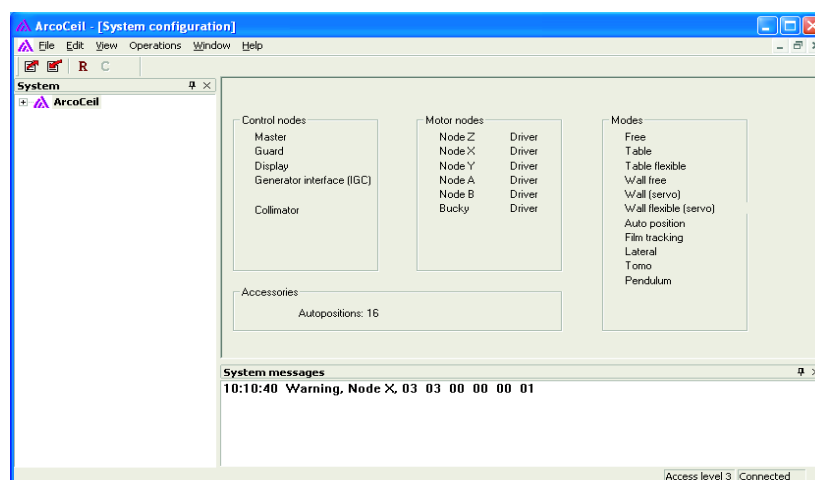 ArcoCeil - [System configuration]
File Edit View Operations Window Help
R C
System
ArcoCeil
Control nodes
Master
Guard
Display
Generator interface (IGC)
Collimator
Motor nodes
Node Z Driver
Node X Driver
Node Y Driver
Node A Driver
Node B Driver
Bucky Driver
Modes
Free
Table
Table flexible
Wall free
Wall (servo)
Wall flexible (servo)
Auto position
Film tracking
Lateral
Tomo
Pendulum
Accessories
Autopositions: 16
System messages
10:10:40 Warning, Node X, 03 03 00 00 00 01
Access level 3 Connected